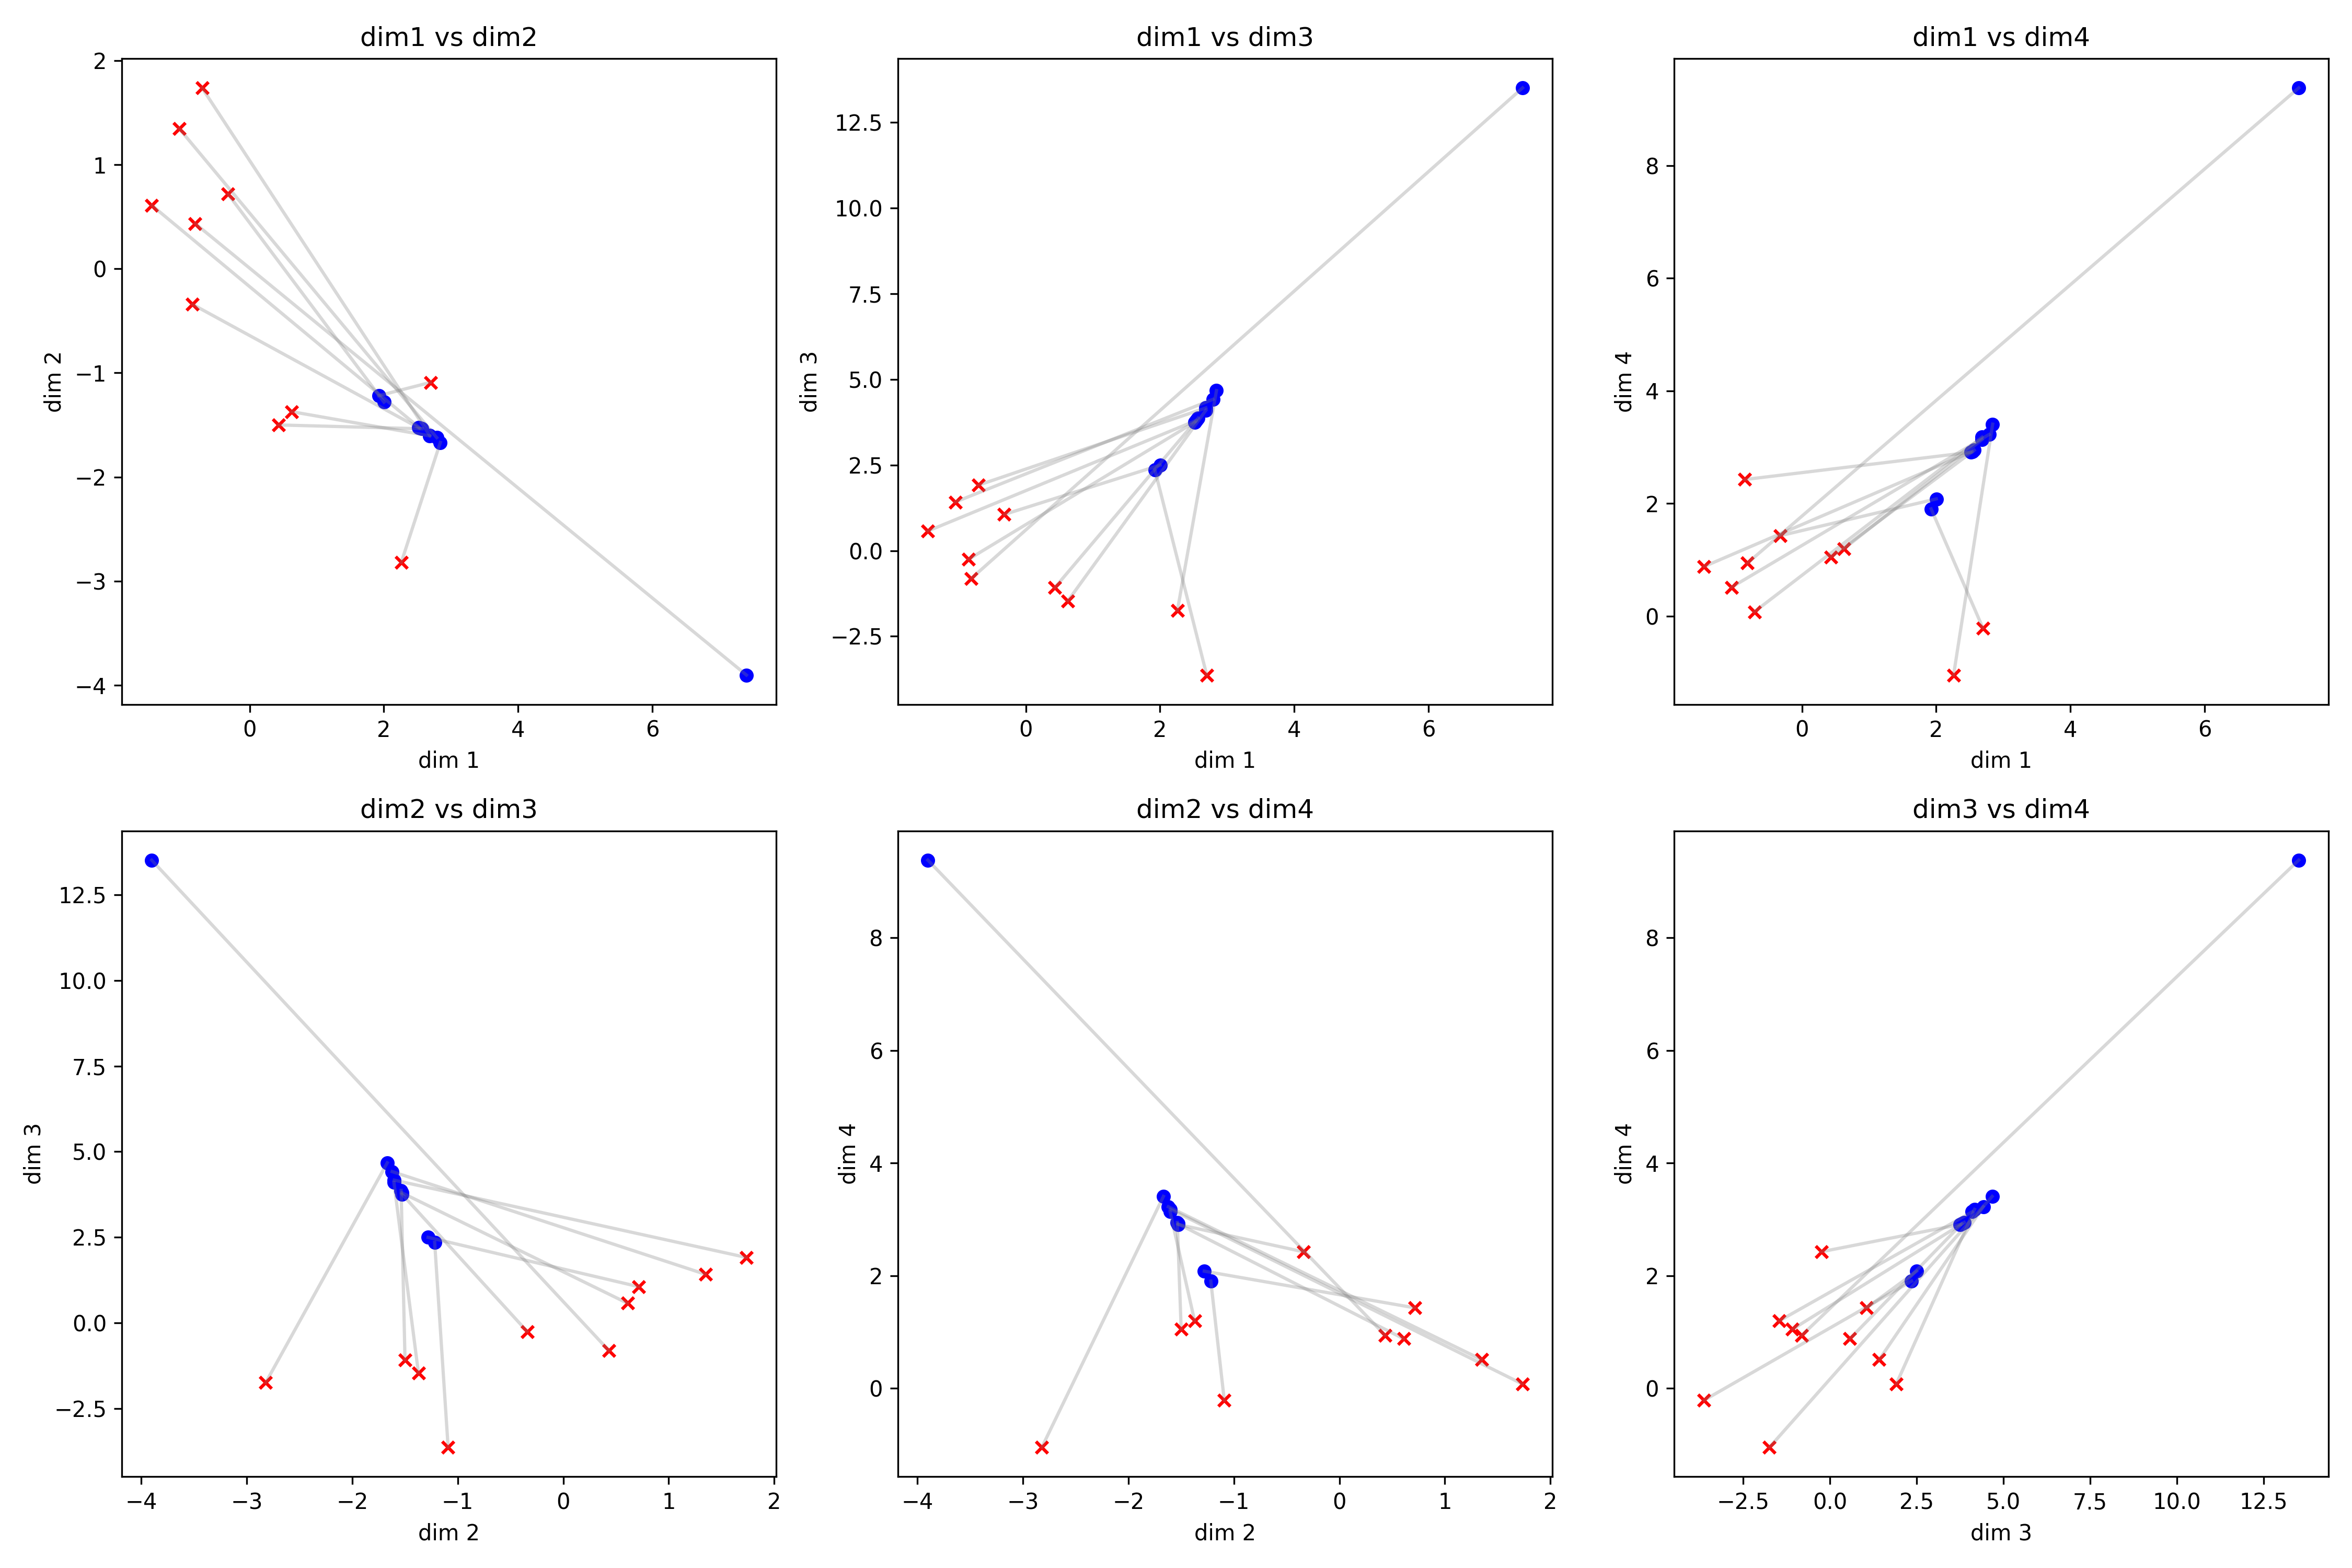 dim1 vs dim2
2
1
0
−1
−2
−3
−4
dim 2
0 2 4 6
dim 1
dim1 vs dim3
12.5
10.0
7.5
5.0
2.5
0.0
−2.5
dim 3
0 2 4 6
dim 1
dim1 vs dim4
8
6
4
2
0
dim 4
0 2 4 6
dim 1
dim2 vs dim3
12.5
10.0
7.5
5.0
2.5
0.0
−2.5
dim 3
−4 −3 −2 −1 0 1 2
dim 2
dim2 vs dim4
8
6
4
2
0
dim 4
−4 −3 −2 −1 0 1 2
dim 2
dim3 vs dim4
8
6
4
2
0
dim 4
−2.5 0.0 2.5 5.0 7.5 10.0 12.5
dim 3